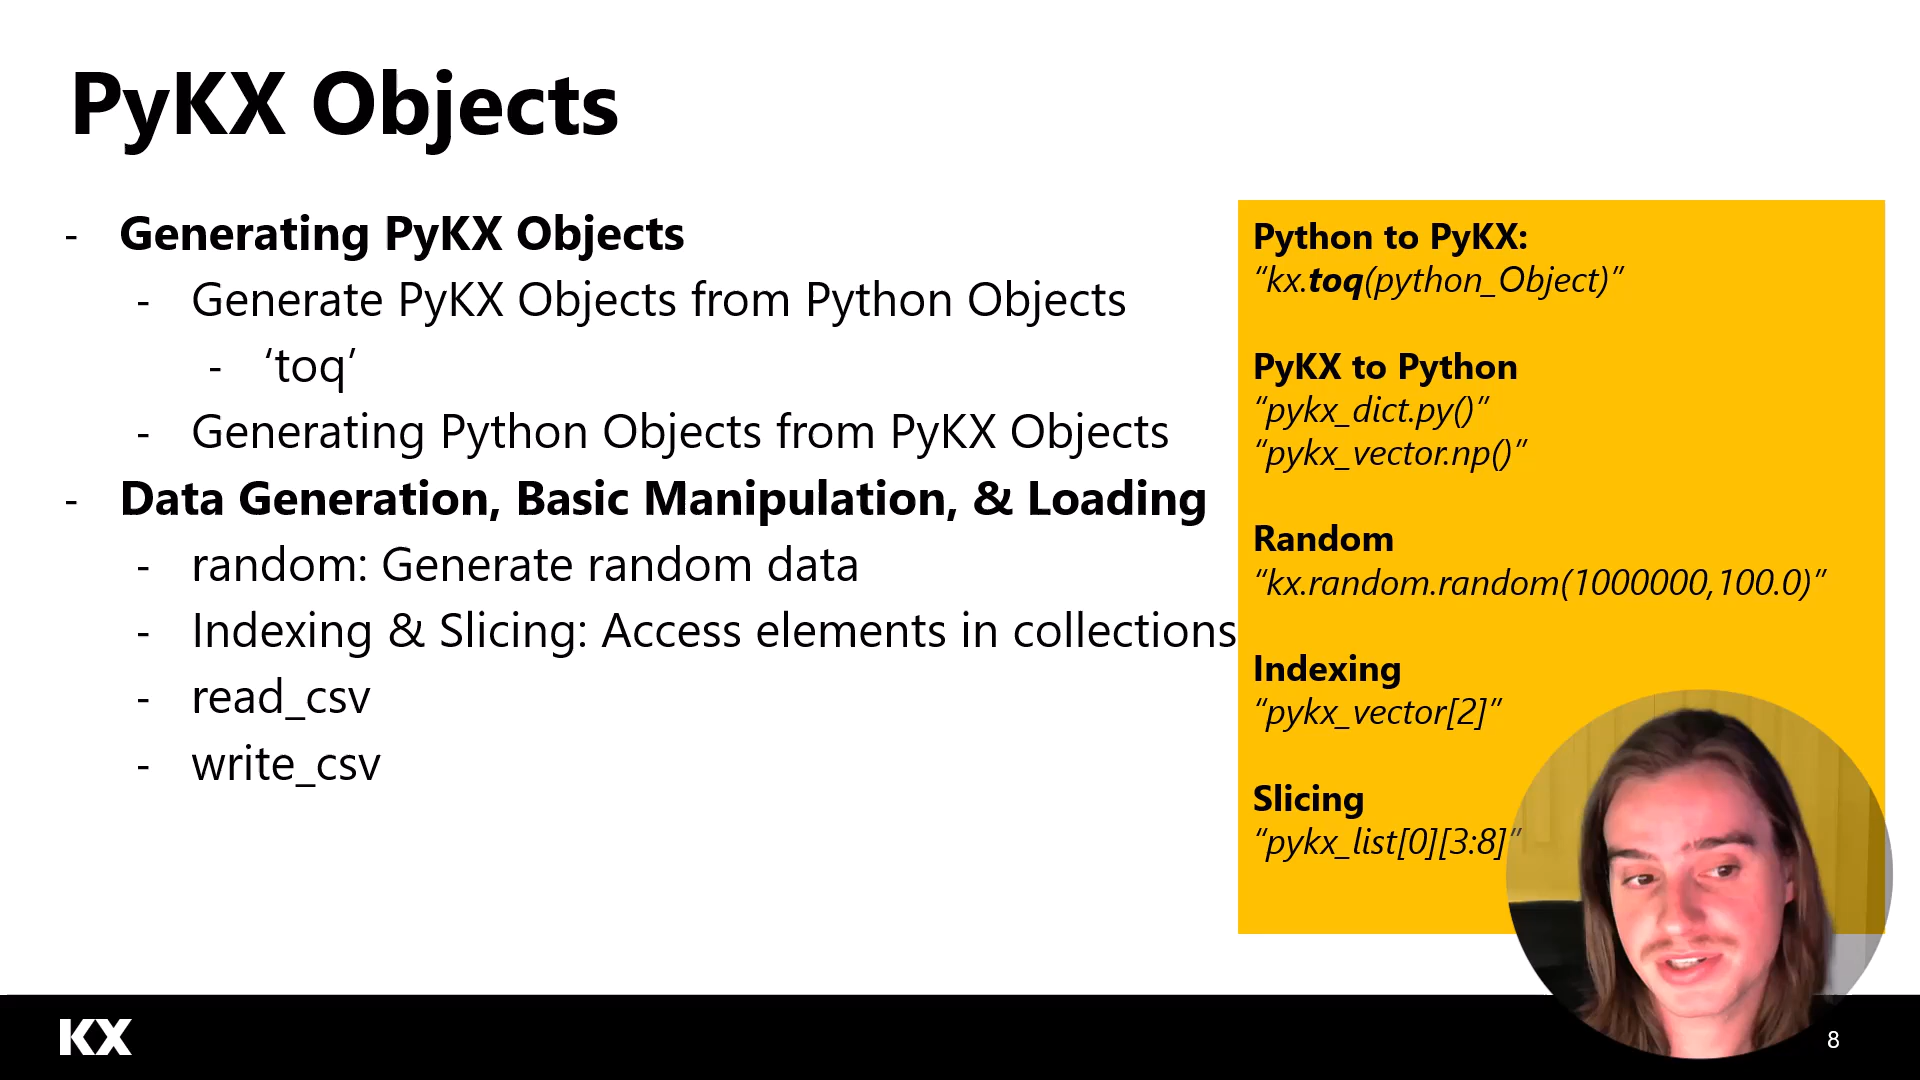 PyKX Objects
- Generating PyKX Objects
- Generate PyKX Objects from Python Objects
- ‘toq’
- Generating Python Objects from PyKX Objects
- Data Generation, Basic Manipulation, & Loading
- random: Generate random data
- Indexing & Slicing: Access elements in collections
- read_csv
- write_csv
Python to PyKX:
“kx.toq(python_Object)”
PyKX to Python
“pykx_dict.py()”
“pykx_vector.np()”
Random
“kx.random.random(1000000,100.0)”
Indexing
“pykx_vector[2]”
Slicing
“pykx_list[0][3:8]”
KX
8